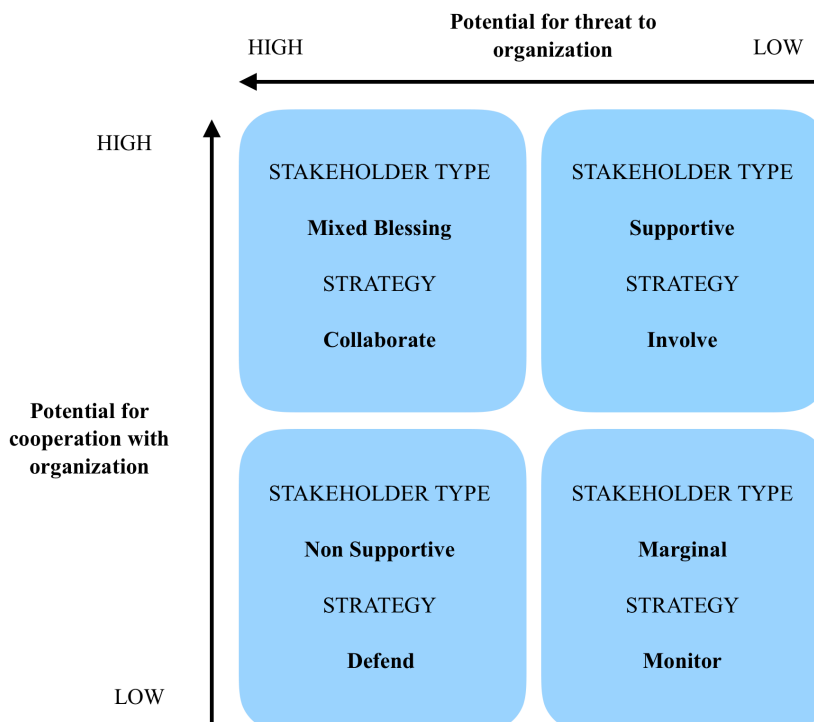 Potential for threat to
organization
HIGH
LOW
HIGH
STAKEHOLDER TYPE
Mixed Blessing
STRATEGY
Collaborate
STAKEHOLDER TYPE
Supportive
STRATEGY
Involve
Potential for
cooperation with
organization
STAKEHOLDER TYPE
Non Supportive
STRATEGY
Defend
STAKEHOLDER TYPE
Marginal
STRATEGY
Monitor
LOW